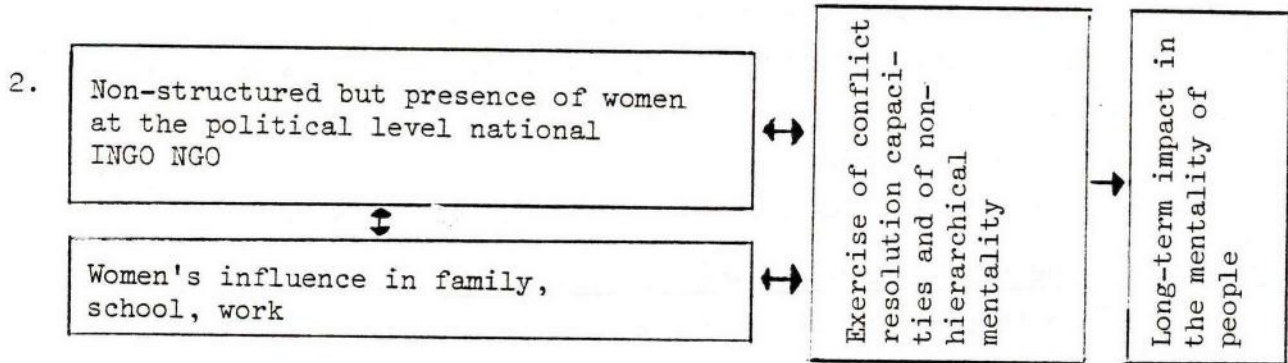 2.
Non-structured but presence of women
at the political level national
INGO NGO
Women's influence in family,
school, work
Exercise of conflict
resolution capaci-
ties and of non-
hierarchical
mentality
Long-term impact in
the mentality of
people